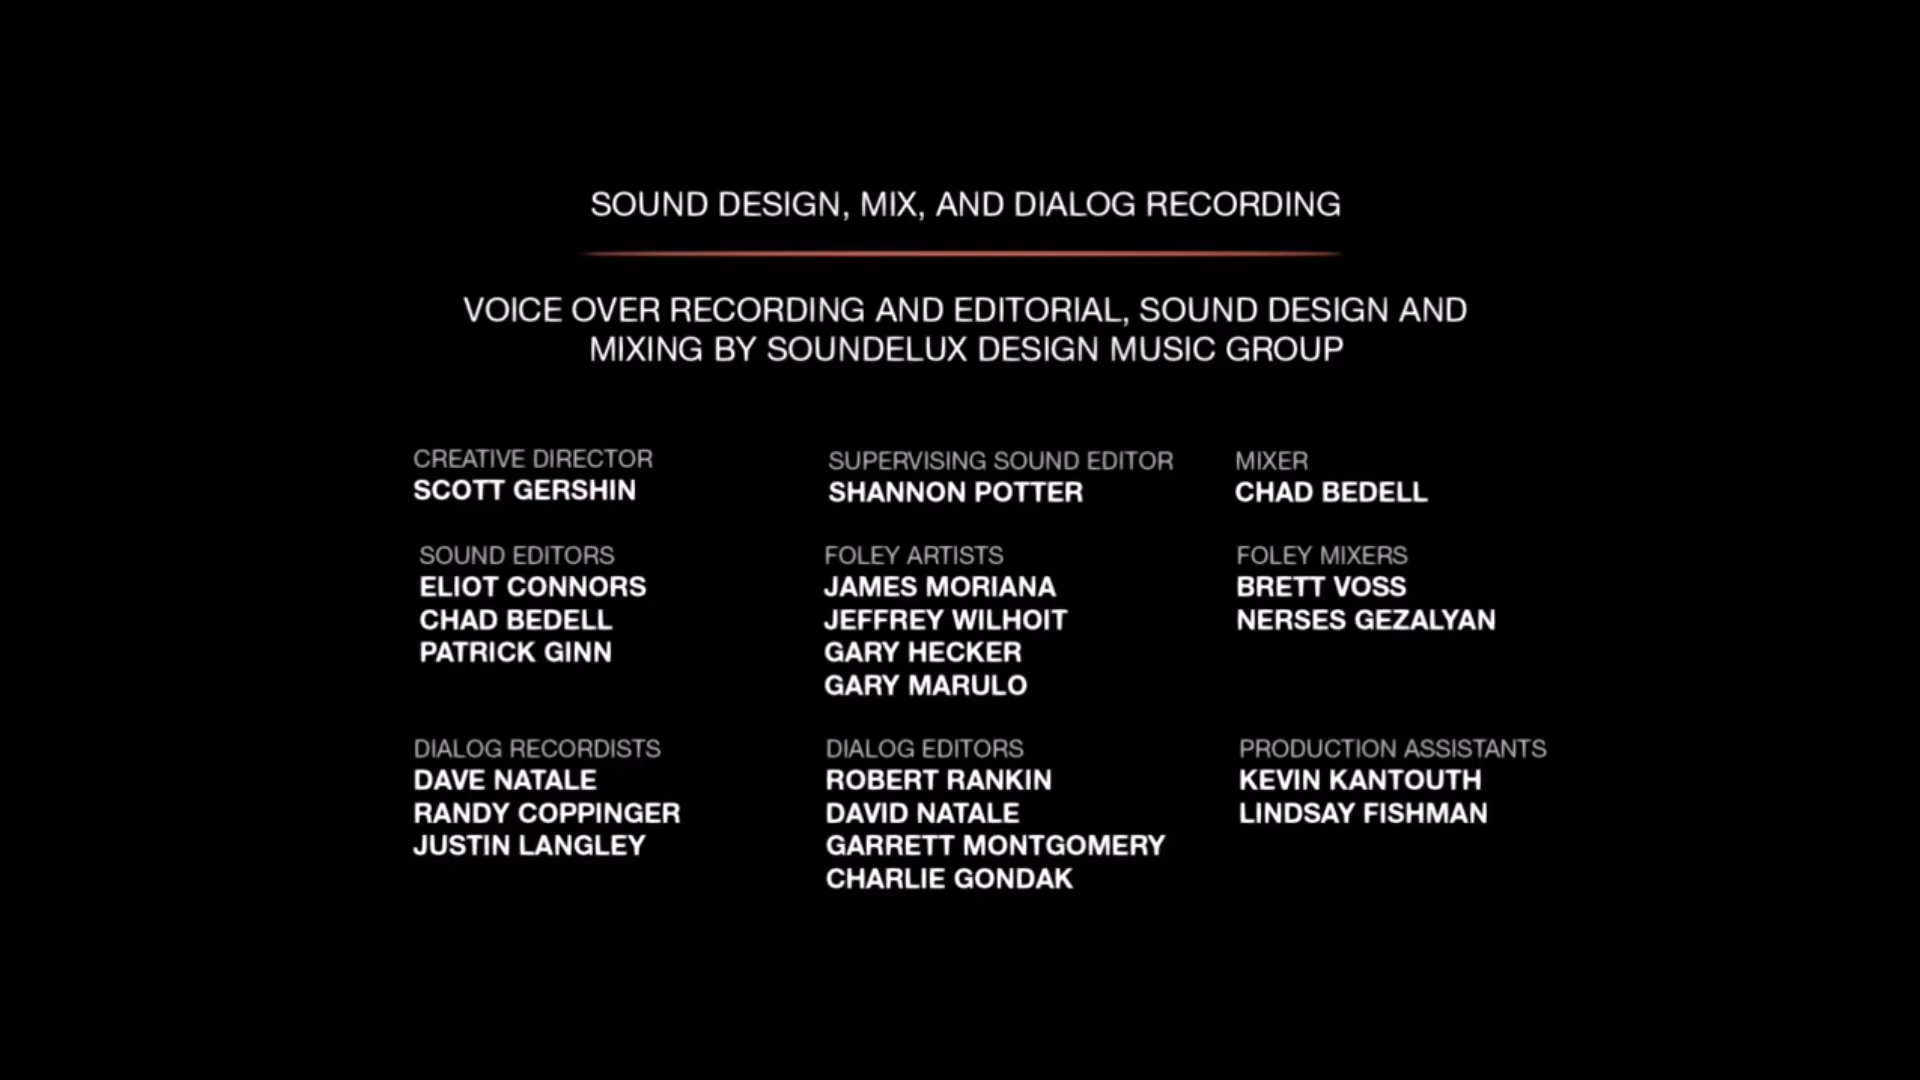 SOUND DESIGN, MIX, AND DIALOG RECORDING
VOICE OVER RECORDING AND EDITORIAL, SOUND DESIGN AND
MIXING BY SOUNDELUX DESIGN MUSIC GROUP
CREATIVE DIRECTOR
SCOTT GERSHIN
SUPERVISING SOUND EDITOR
SHANNON POTTER
MIXER
CHAD BEDELL
SOUND EDITORS
ELIOT CONNORS
CHAD BEDELL
PATRICK GINN
FOLEY ARTISTS
JAMES MORIANA
JEFFREY WILHOIT
GARY HECKER
GARY MARULO
FOLEY MIXERS
BRETT VOSS
NERSES GEZALYAN
DIALOG RECORDISTS
DAVE NATALE
RANDY COPPINGER
JUSTIN LANGLEY
DIALOG EDITORS
ROBERT RANKIN
DAVID NATALE
GARRETT MONTGOMERY
CHARLIE GONDAK
PRODUCTION ASSISTANTS
KEVIN KANTOUTH
LINDSAY FISHMAN